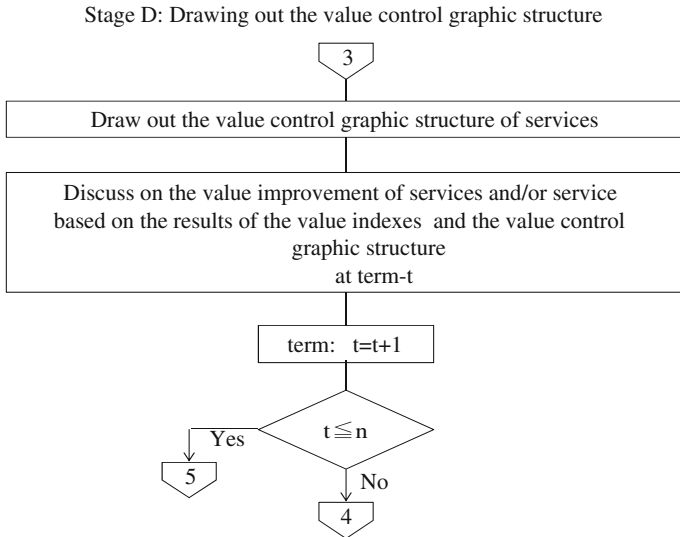 Stage D: Drawing out the value control graphic structure
3
Draw out the value control graphic structure of services
Discuss on the value improvement of services and/or service
based on the results of the value indexes and the value control
graphic structure
at term-t
term: t=t+1
t≦n
Yes
5
No
4